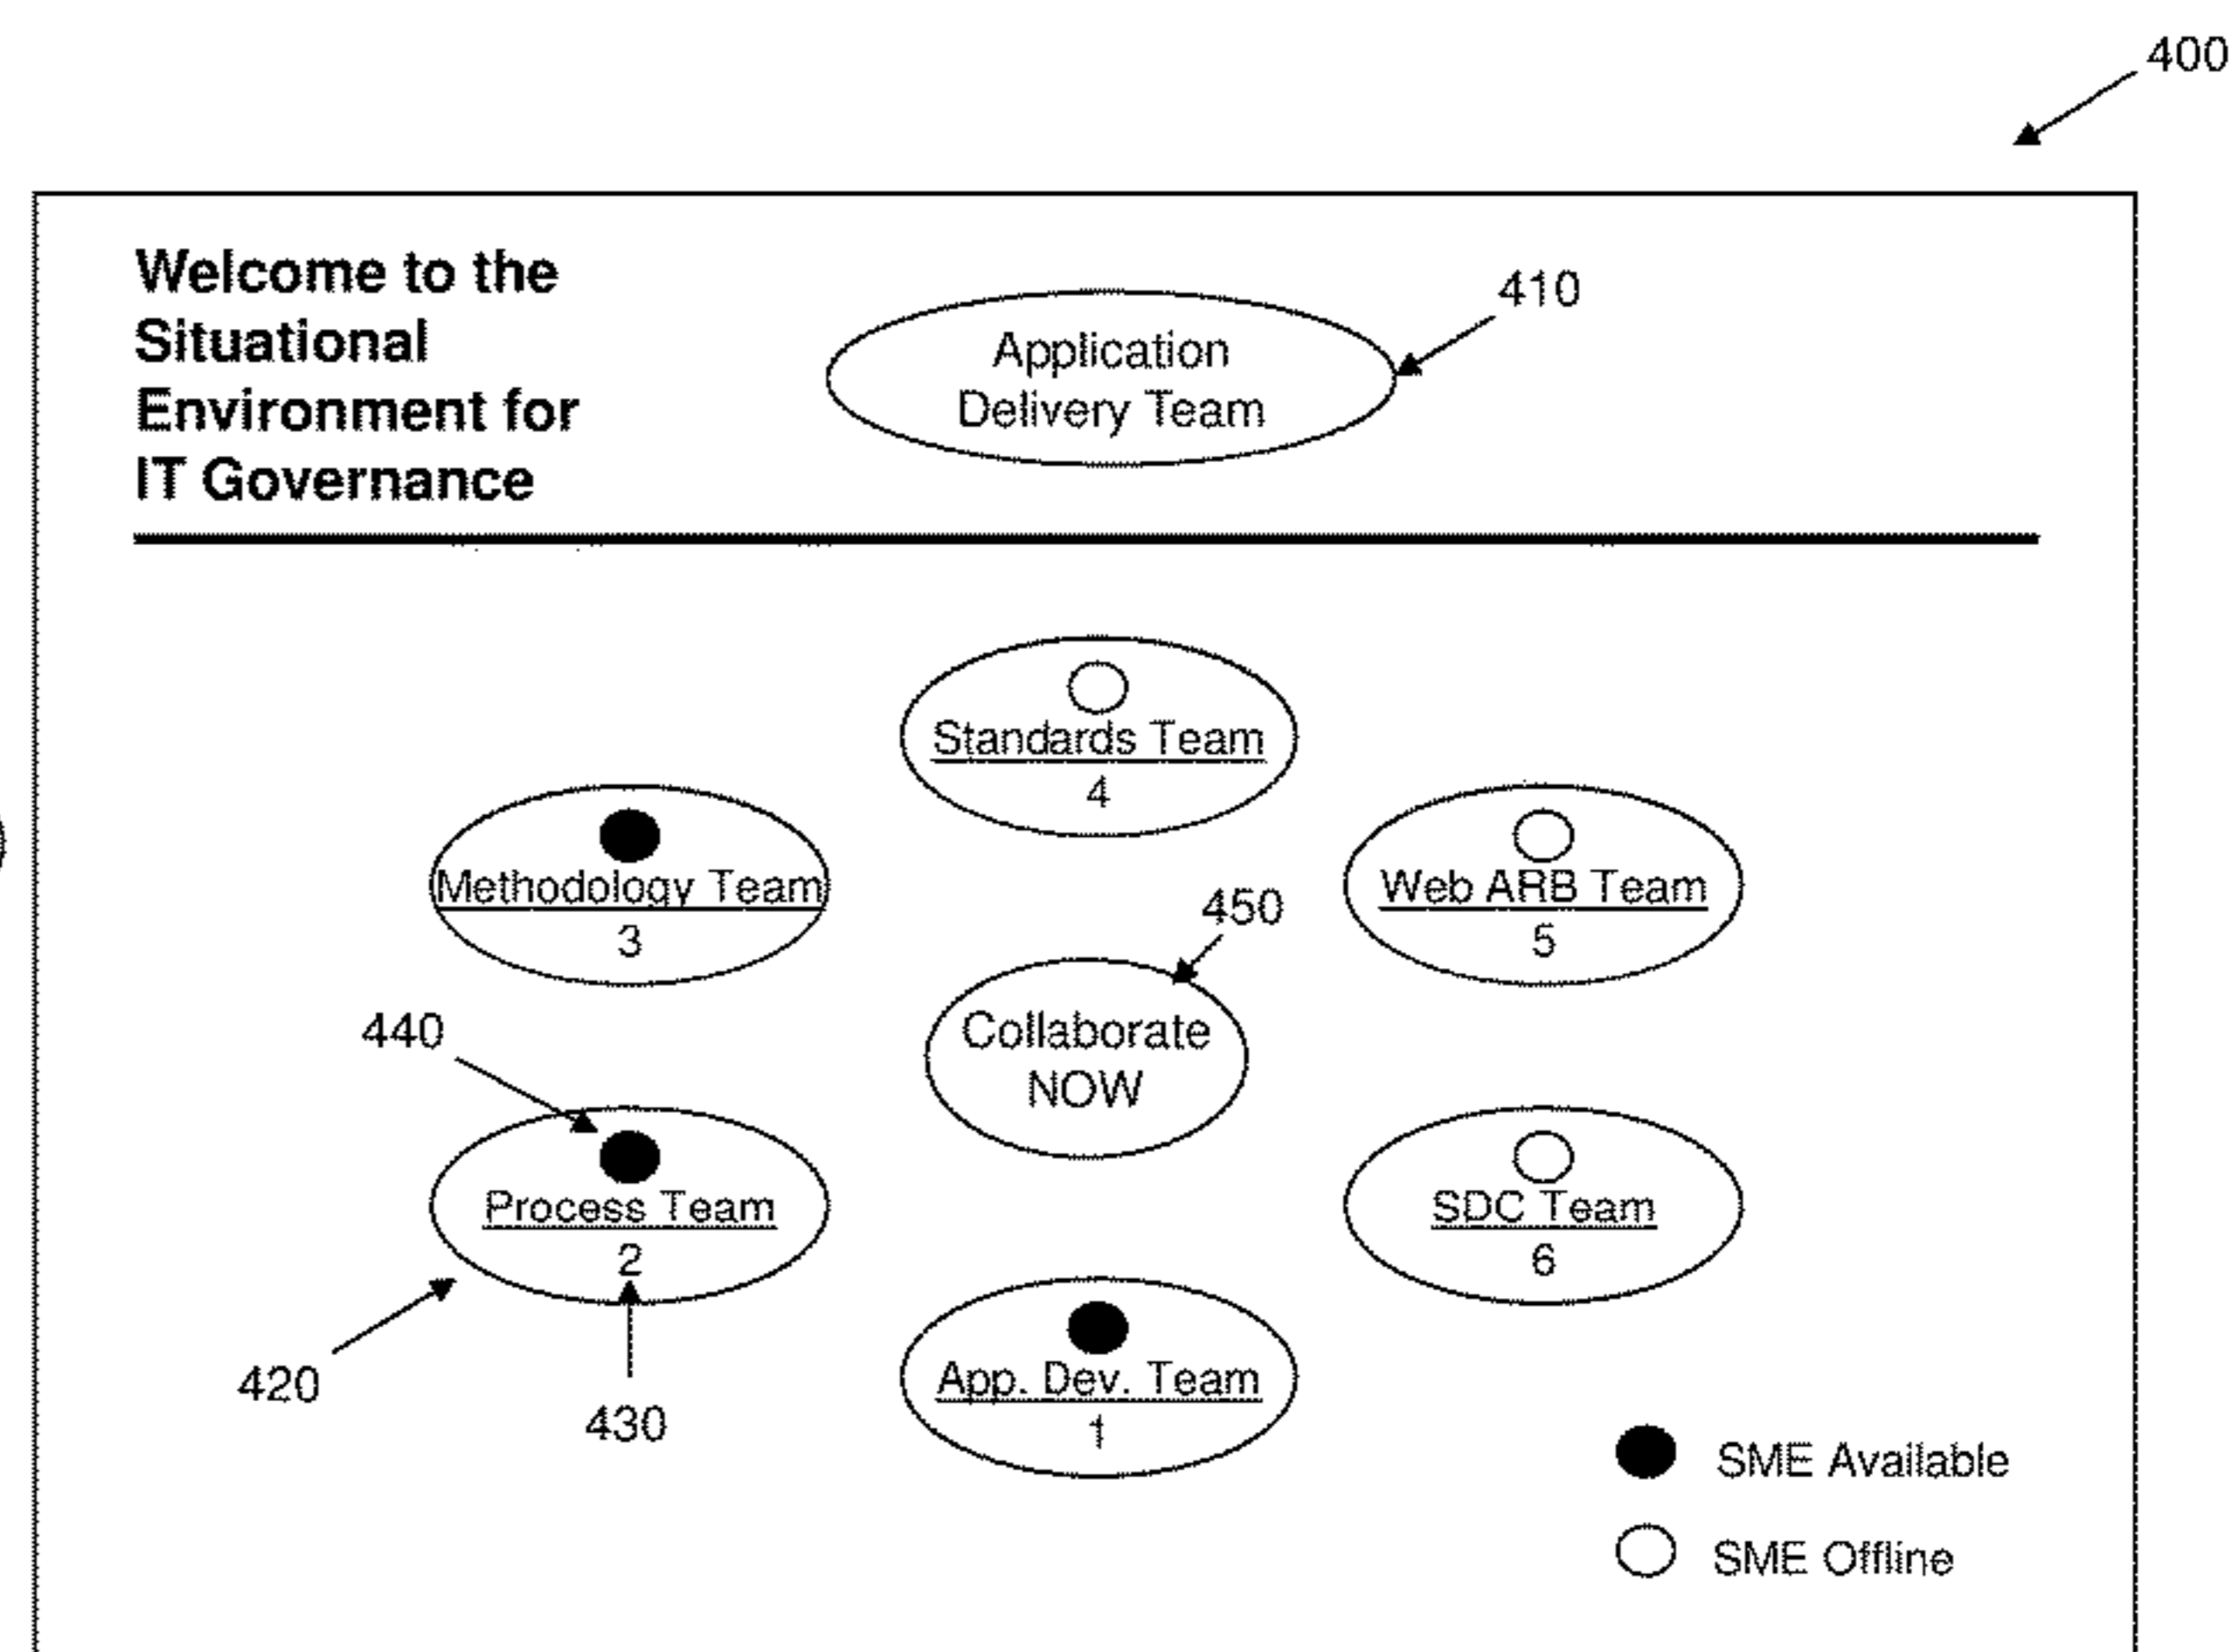 400
Welcome to the
Situational
Environment for
IT Governance
410
Application
Delivery Team
Standards Team
4
Methodology Team
3
Web ARB Team
5
450
Collaborate
NOW
440
Process Team
2
SDC Team
6
420
430
App. Dev. Team
1
SME Available
SME Offline